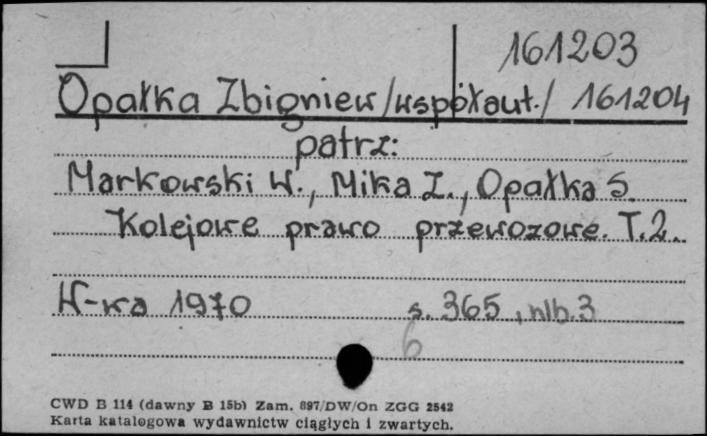 161203
Opałka Zbigniew /współaut./ 161204
patrz:
Markowski W., Mika Z., Opałka S.
Kolejowe prawo przewozowe. T.2.
W-wa 1970 s. 365, nlb. 3
6
CWD B 114 (dawny B 15b) Zam. 897/DW/On ZGG 2542
Karta katalogowa wydawnictw ciągłych i zwartych.